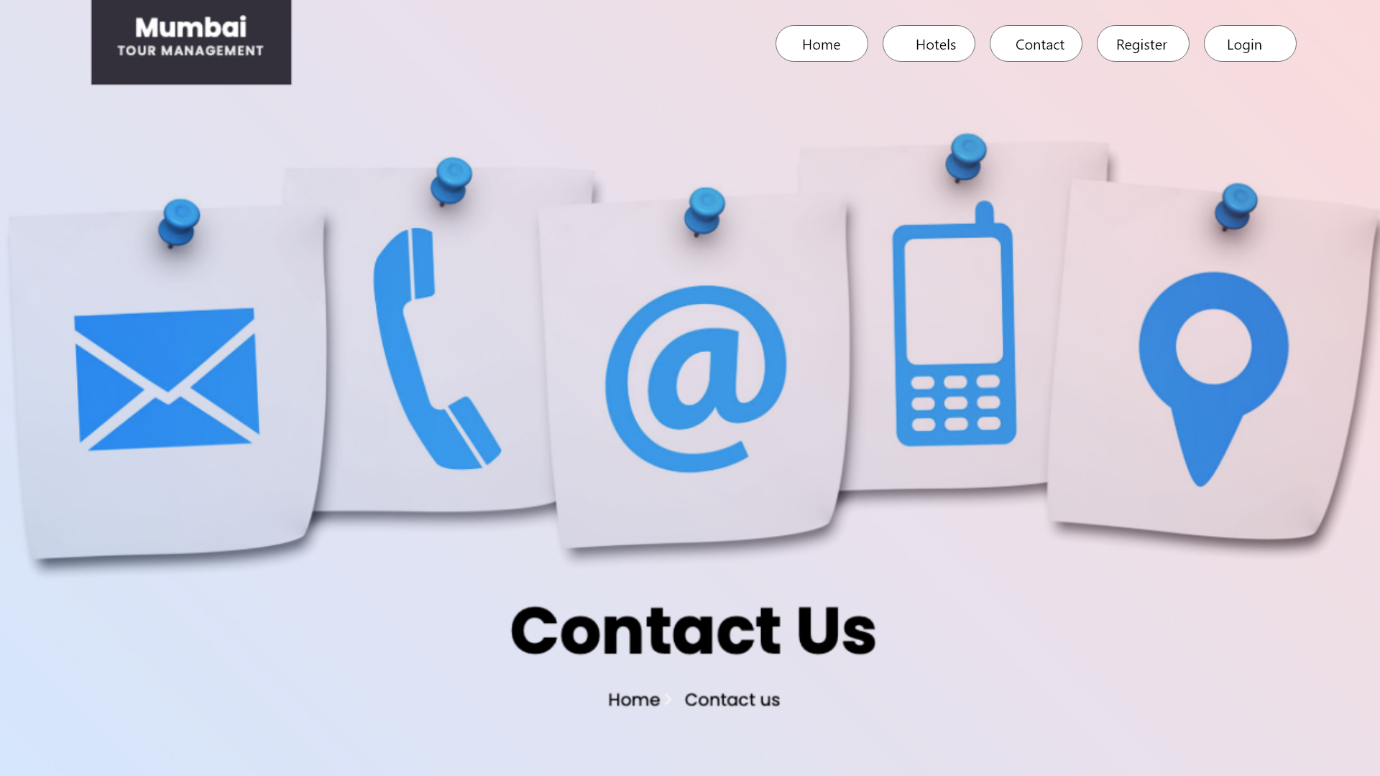 Mumbai
TOUR MANAGEMENT
Home
Hotels
Contact
Register
Login
@
Contact Us
Home > Contact us